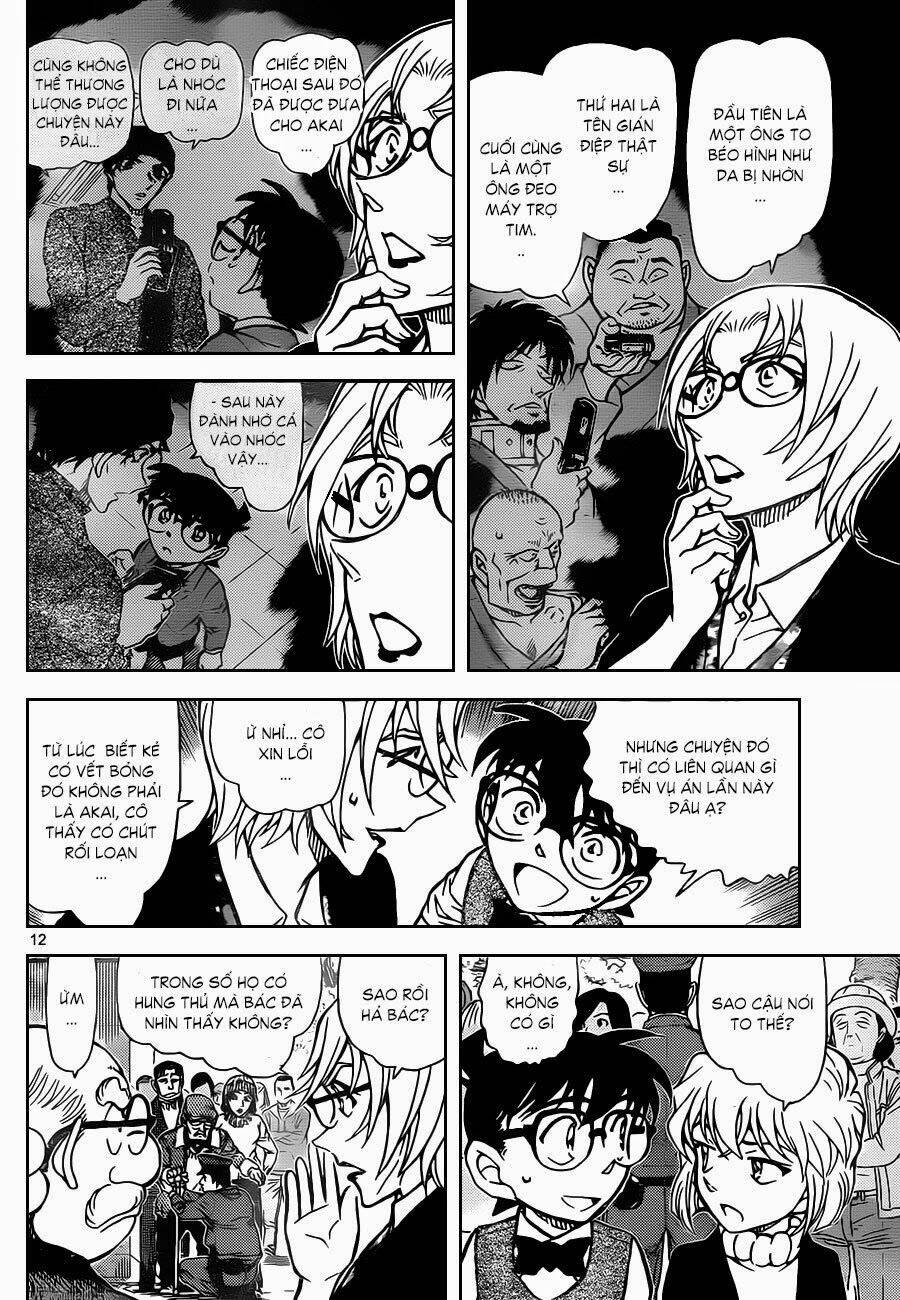 ĐẦU TIÊN LÀ
MỘT ÔNG TO
BÉO HÌNH NHƯ
DA BỊ NHỜN
...
THỨ HAI LÀ
TÊN GIÁN
ĐIỆP THẬT
SỰ
...
CUỐI CÙNG
LÀ MỘT
ÔNG ĐEO
MÁY TRỢ
TIM.
..
CHIẾC ĐIỆN
THOẠI SAU ĐÓ
ĐÃ ĐƯỢC ĐƯA
CHO AKAI
CHO DÙ
LÀ NHÓC
ĐI NỮA
...
CŨNG KHÔNG
THỂ THƯƠNG
LƯỢNG ĐƯỢC
CHUYỆN NÀY
ĐÂU...
- SAU NÀY
ĐÀNH NHỜ CẢ
VÀO NHÓC
VẬY...
NHƯNG CHUYỆN ĐÓ
THÌ CÓ LIÊN QUAN GÌ
ĐẾN VỤ ÁN LẦN NÀY
ĐÂU Ạ?
Ừ NHỈ... CÔ
XIN LỖI
...
TỪ LÚC BIẾT KẺ
CÓ VẾT BỎNG
ĐÓ KHÔNG PHẢI
LÀ AKAI, CÔ
THẤY CÓ CHÚT
RỐI LOẠN
...
12
SAO CẬU NÓI
TO THẾ?
À, KHÔNG,
KHÔNG
CÓ GÌ
...
SAO RỒI
HẢ BÁC?
TRONG SỐ HỌ CÓ
HUNG THỦ MÀ BÁC ĐÃ
NHÌN THẤY KHÔNG?
ỪM
...